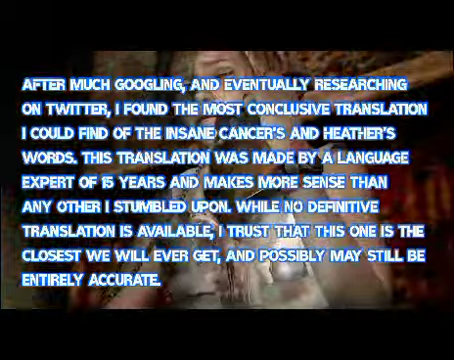 AFTER MUCH GOOGLING, AND EVENTUALLY RESEARCHING
ON TWITTER, I FOUND THE MOST CONCLUSIVE TRANSLATION
I COULD FIND OF THE INSANE CANCER'S AND HEATHER'S
WORDS. THIS TRANSLATION WAS MADE BY A LANGUAGE
EXPERT OF 15 YEARS AND MAKES MORE SENSE THAN
ANY OTHER I STUMBLED UPON. WHILE NO DEFINITIVE
TRANSLATION IS AVAILABLE, I TRUST THAT THIS ONE IS THE
CLOSEST WE WILL EVER GET, AND POSSIBLY MAY STILL BE
ENTIRELY ACCURATE.